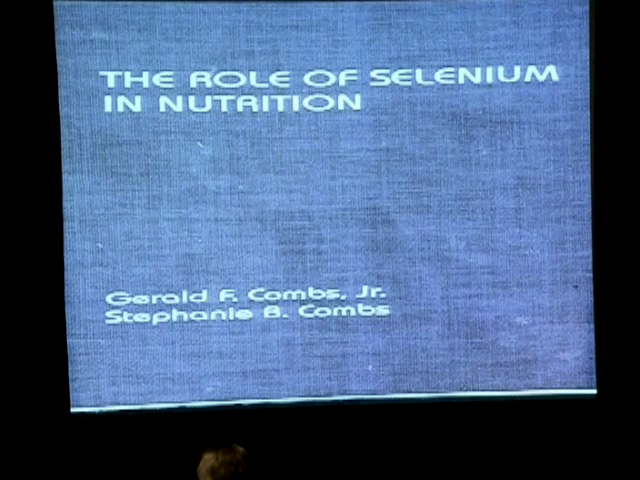 THE ROLE OF SELENIUM
IN NUTRITION
Gerald F. Combs, Jr.
Stephanie B. Combs